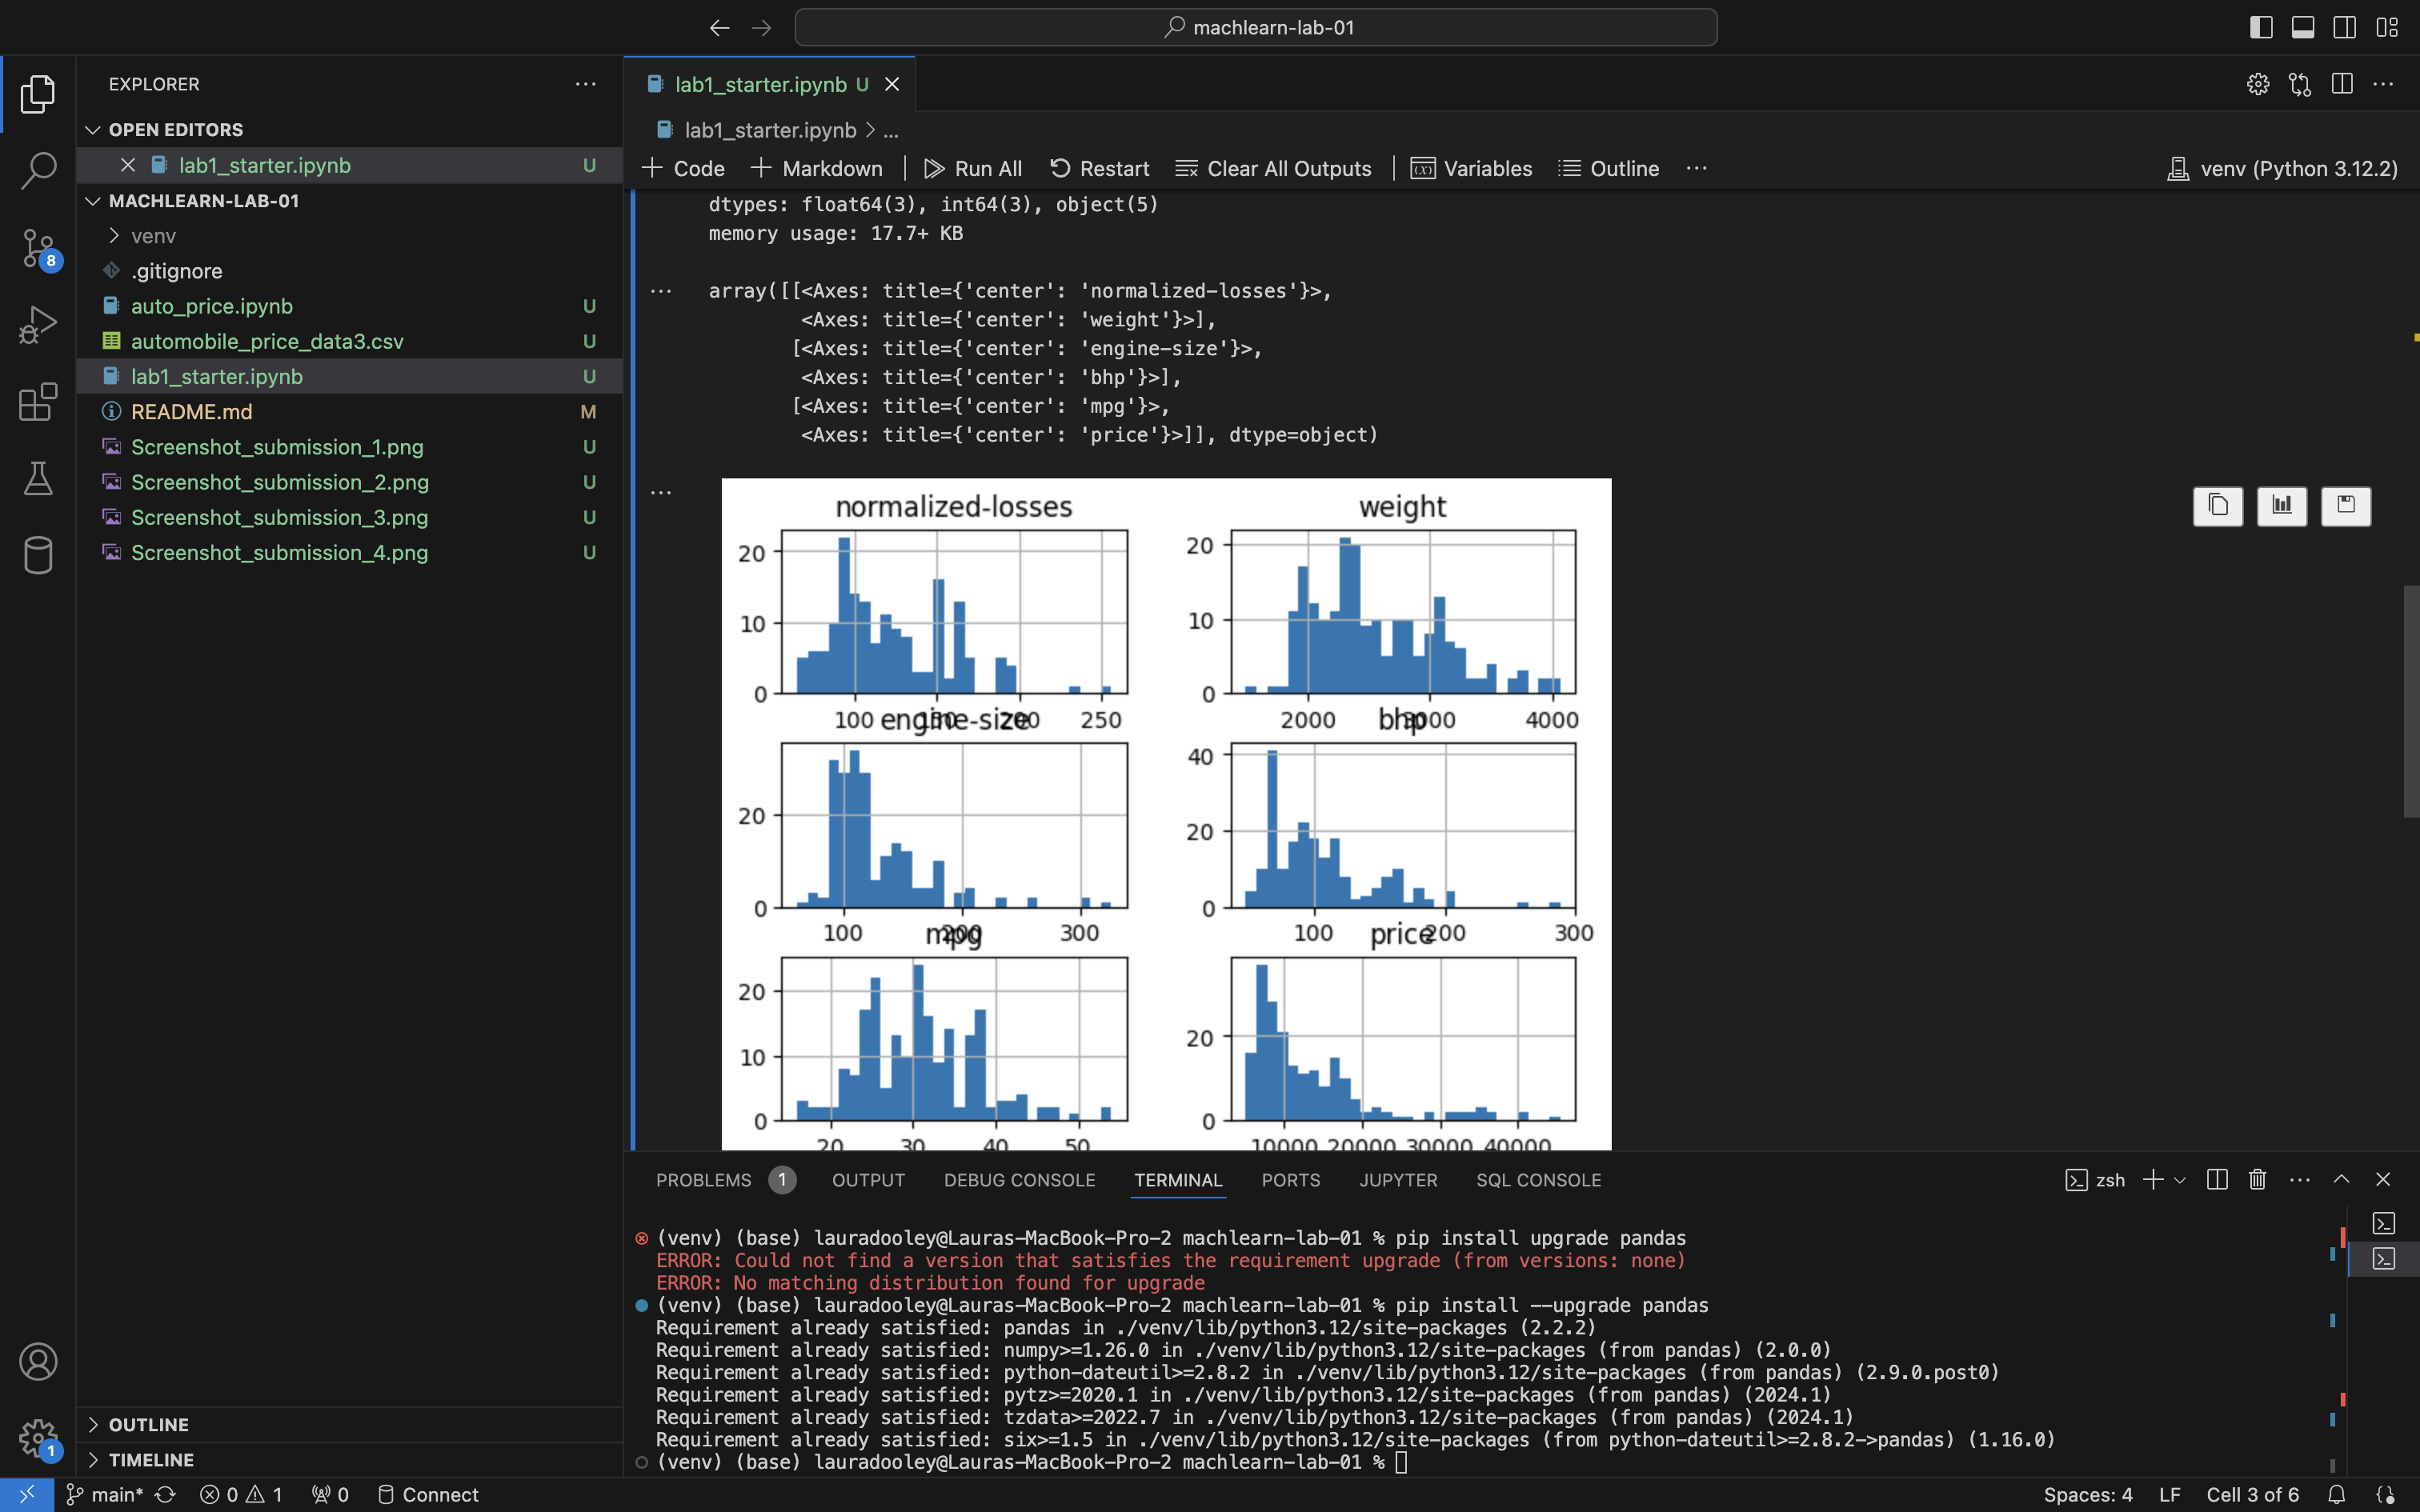 machlearn-lab-01
EXPLORER
OPEN EDITORS
lab1_starter.ipynb U
MACHLEARN-LAB-01
venv
.gitignore
auto_price.ipynb U
automobile_price_data3.csv U
lab1_starter.ipynb U
README.md M
Screenshot_submission_1.png U
Screenshot_submission_2.png U
Screenshot_submission_3.png U
Screenshot_submission_4.png U
OUTLINE
TIMELINE
8
1
lab1_starter.ipynb U
lab1_starter.ipynb > ...
+ Code + Markdown Run All Restart Clear All Outputs Variables Outline ... venv (Python 3.12.2)
dtypes: float64(3), int64(3), object(5)
memory usage: 17.7+ KB
array([[<Axes: title={'center': 'normalized-losses'}>,
<Axes: title={'center': 'weight'}>],
[<Axes: title={'center': 'engine-size'}>,
<Axes: title={'center': 'bhp'}>],
[<Axes: title={'center': 'mpg'}>,
<Axes: title={'center': 'price'}>]], dtype=object)
normalized-losses
20
10
0
100 150 200 250
weight
20
10
0
2000 3000 4000
engine-size
20
0
100 200 300
bhp
40
20
0
100 200 300
mpg
20
10
0
20 30 40 50
price
20
0
10000 20000 30000 40000
PROBLEMS 1 OUTPUT DEBUG CONSOLE TERMINAL PORTS JUPYTER SQL CONSOLE zsh
(venv) (base) lauradooley@Lauras-MacBook-Pro-2 machlearn-lab-01 % pip install upgrade pandas
ERROR: Could not find a version that satisfies the requirement upgrade (from versions: none)
ERROR: No matching distribution found for upgrade
(venv) (base) lauradooley@Lauras-MacBook-Pro-2 machlearn-lab-01 % pip install --upgrade pandas
Requirement already satisfied: pandas in ./venv/lib/python3.12/site-packages (2.2.2)
Requirement already satisfied: numpy>=1.26.0 in ./venv/lib/python3.12/site-packages (from pandas) (2.0.0)
Requirement already satisfied: python-dateutil>=2.8.2 in ./venv/lib/python3.12/site-packages (from pandas) (2.9.0.post0)
Requirement already satisfied: pytz>=2020.1 in ./venv/lib/python3.12/site-packages (from pandas) (2024.1)
Requirement already satisfied: tzdata>=2022.7 in ./venv/lib/python3.12/site-packages (from pandas) (2024.1)
Requirement already satisfied: six>=1.5 in ./venv/lib/python3.12/site-packages (from python-dateutil>=2.8.2->pandas) (1.16.0)
(venv) (base) lauradooley@Lauras-MacBook-Pro-2 machlearn-lab-01 %
main* 0 1 0 Connect Spaces: 4 LF Cell 3 of 6